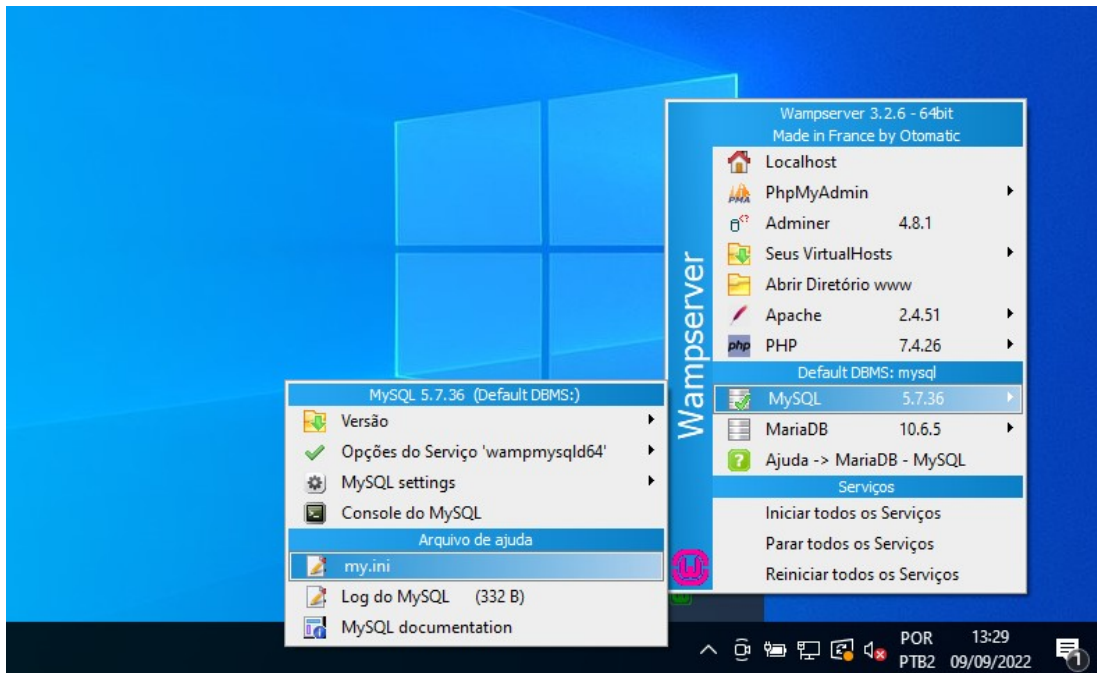 Wampserver 3.2.6 - 64bit
Made in France by Otomatic
Localhost
PhpMyAdmin
Adminer 4.8.1
Seus VirtualHosts
Abrir Diretório www
Apache 2.4.51
php PHP 7.4.26
Default DBMS: mysql
MySQL 5.7.36
MariaDB 10.6.5
Ajuda -> MariaDB - MySQL
Serviços
Iniciar todos os Serviços
Parar todos os Serviços
Reiniciar todos os Serviços
Wampserver
MySQL 5.7.36 (Default DBMS:)
Versão
Opções do Serviço 'wampmysqld64'
MySQL settings
Console do MySQL
Arquivo de ajuda
my.ini
Log do MySQL (332 B)
MySQL documentation
POR 13:29
PTB2 09/09/2022
1